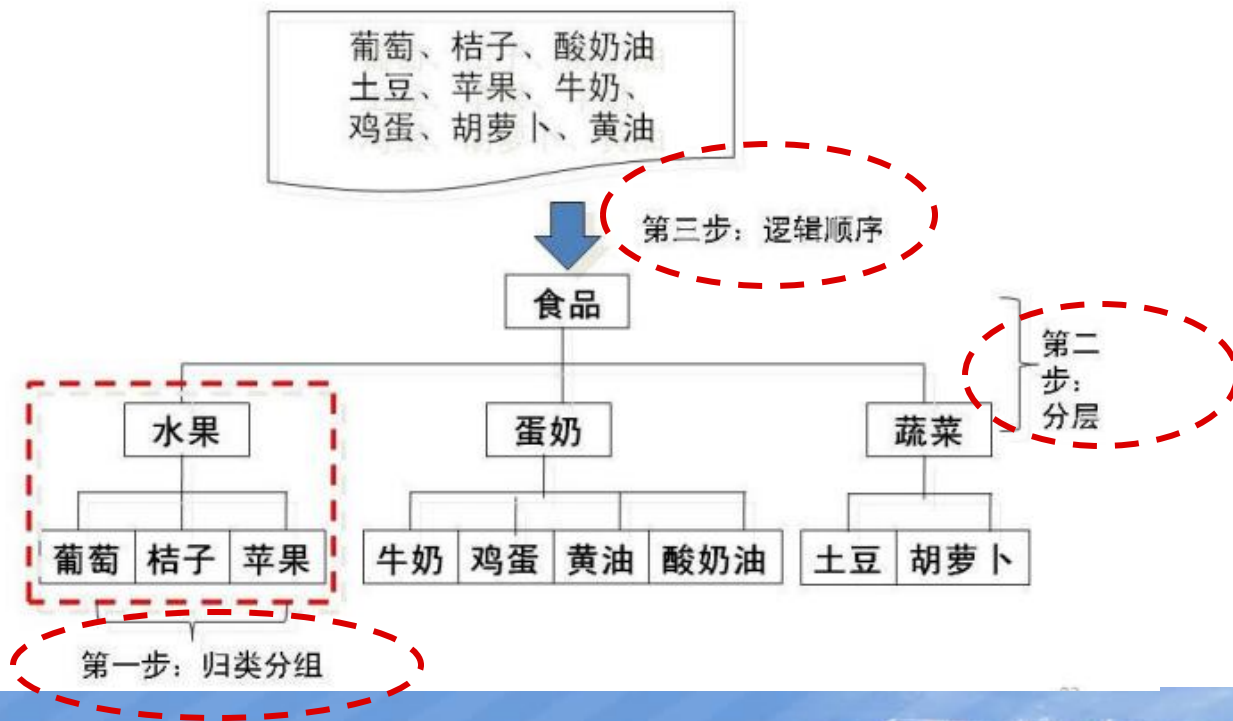 葡萄、桔子、酸奶油
土豆、苹果、牛奶、
鸡蛋、胡萝卜、黄油
第三步：逻辑顺序
食品
第二
步：
分层
水果
蛋奶
蔬菜
葡萄 桔子 苹果
牛奶 鸡蛋 黄油 酸奶油
土豆 胡萝卜
第一步：归类分组